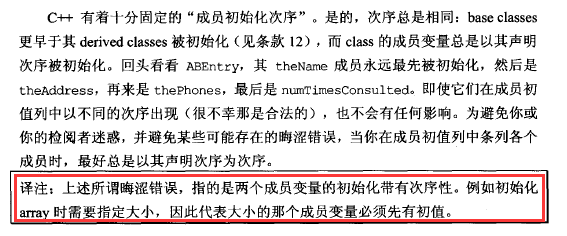 C++ 有着十分固定的“成员初始化次序”。是的，次序总是相同：base classes
更早于其 derived classes 被初始化（见条款 12），而 class 的成员变量总是以其声明
次序被初始化。回头看看 ABEntry，其 theName 成员永远最先被初始化，然后是
theAddress，再来是 thePhones，最后是 numTimesConsulted。即使它们在成员初
值列中以不同的次序出现（很不幸那是合法的），也不会有任何影响。为避免你或
你的检阅者迷惑，并避免某些可能存在的晦涩错误，当你在成员初值列中条列各个
成员时，最好总是以其声明次序为次序。
译注：上述所谓晦涩错误，指的是两个成员变量的初始化带有次序性。例如初始化
array 时需要指定大小，因此代表大小的那个成员变量必须先有初值。